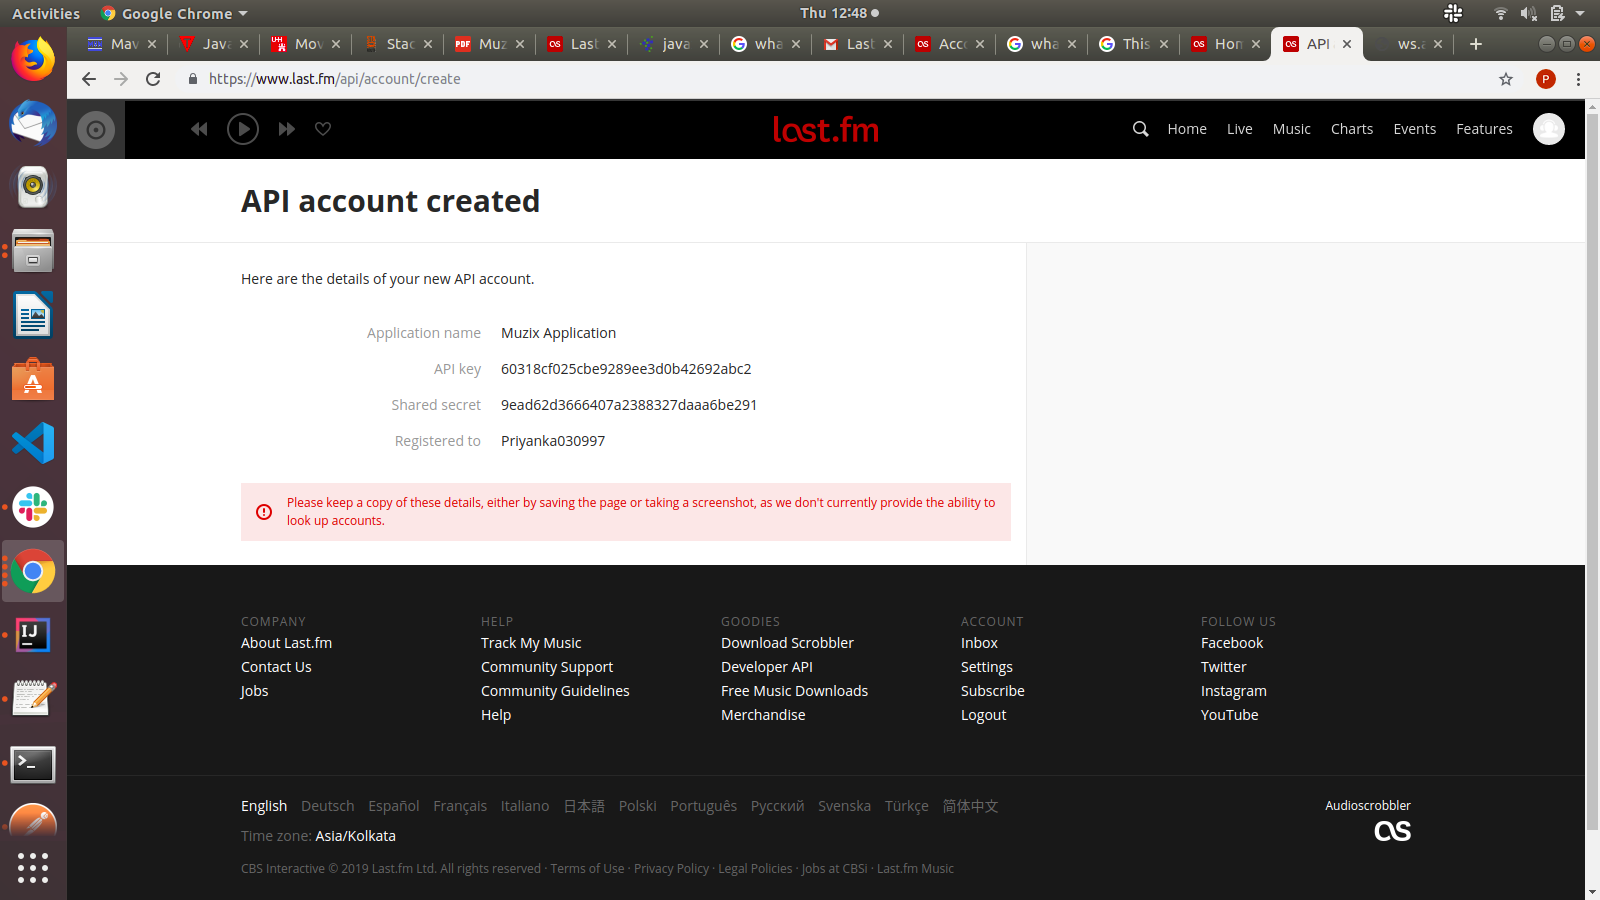 Activities
Google Chrome
Thu 12:48
Mav
Java
Mov
Stac
Muz
Last
java
wha
Last
Acco
wha
This
Hom
API
ws.a
https://www.last.fm/api/account/create
P
last.fm
Home
Live
Music
Charts
Events
Features
API account created
Here are the details of your new API account.
Application name Muzix Application
API key 60318cf025cbe9289ee3d0b42692abc2
Shared secret 9ead62d3666407a2388327daaa6be291
Registered to Priyanka030997
Please keep a copy of these details, either by saving the page or taking a screenshot, as we don't currently provide the ability to
look up accounts.
COMPANY
About Last.fm
Contact Us
Jobs
HELP
Track My Music
Community Support
Community Guidelines
Help
GOODIES
Download Scrobbler
Developer API
Free Music Downloads
Merchandise
ACCOUNT
Inbox
Settings
Subscribe
Logout
FOLLOW US
Facebook
Twitter
Instagram
YouTube
English Deutsch Español Français Italiano 日本語 Polski Português Русский Svenska Türkçe 简体中文
Time zone: Asia/Kolkata
CBS Interactive © 2019 Last.fm Ltd. All rights reserved · Terms of Use · Privacy Policy · Legal Policies · Jobs at CBSi · Last.fm Music
Audioscrobbler